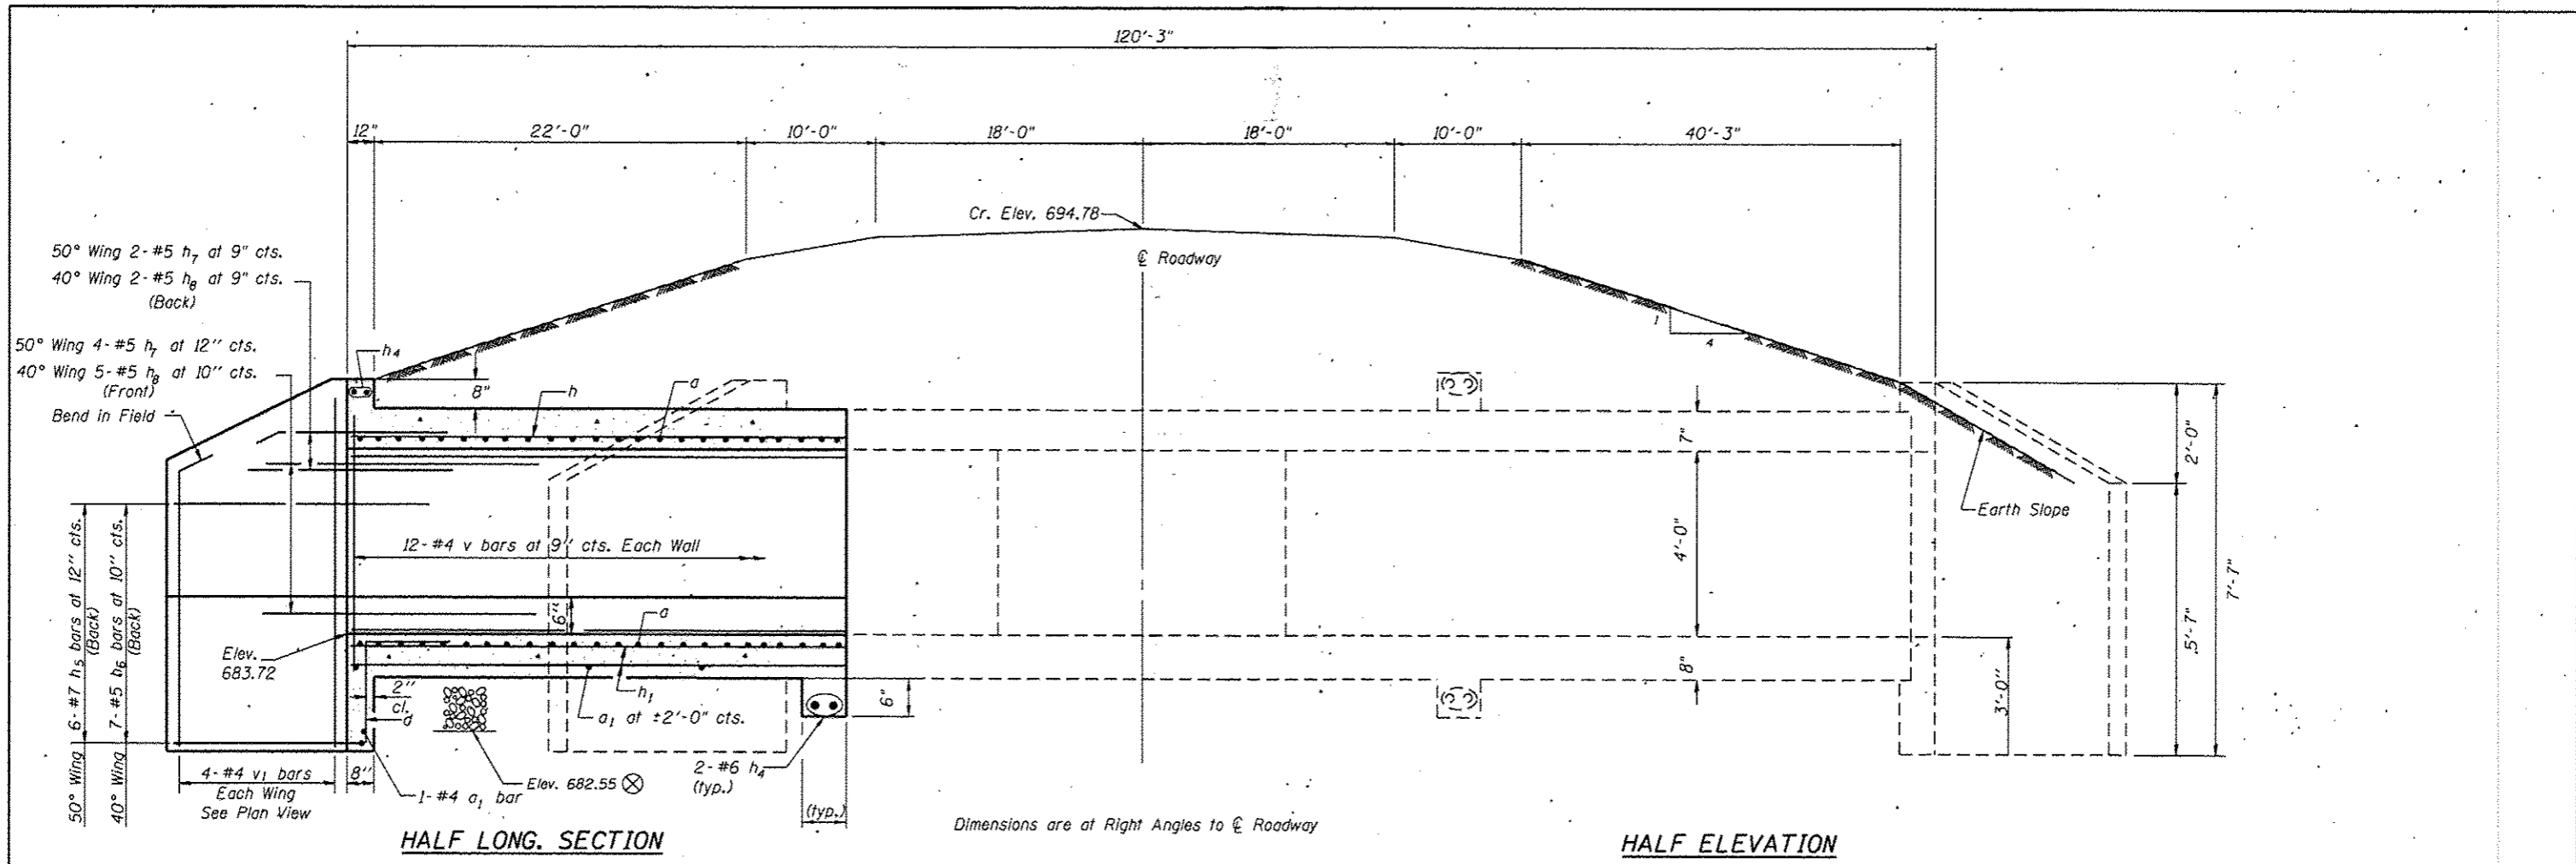 120'-3"
12"
22'-0"
10'-0"
18'-0"
18'-0"
10'-0"
40'-3"
Cr. Elev. 694.78
℄ Roadway
50° Wing 2-#5 h7 at 9" cts.
40° Wing 2-#5 h8 at 9" cts.
(Back)
50° Wing 4-#5 h7 at 12" cts.
40° Wing 5-#5 h8 at 10" cts.
(Front)
Bend in Field
h4
8"
h
a
1
4
7"
2'-0"
Earth Slope
12-#4 v bars at 9" cts. Each Wall
4'-0"
7'-7"
5'-7"
50° Wing 6-#7 h5 bars at 12" cts.
(Back)
40° Wing 7-#5 h6 bars at 10" cts.
(Back)
6"
a
Elev.
683.72
2"
cl.
d
h1
a1 at ±2'-0" cts.
6"
8"
3'-0"
4-#4 v1 bars
Each Wing
See Plan View
8"
1-#4 a1 bar
Elev. 682.55 ⊗
2-#6 h4
(typ.)
(typ.)
Dimensions are at Right Angles to ℄ Roadway
HALF LONG. SECTION
HALF ELEVATION